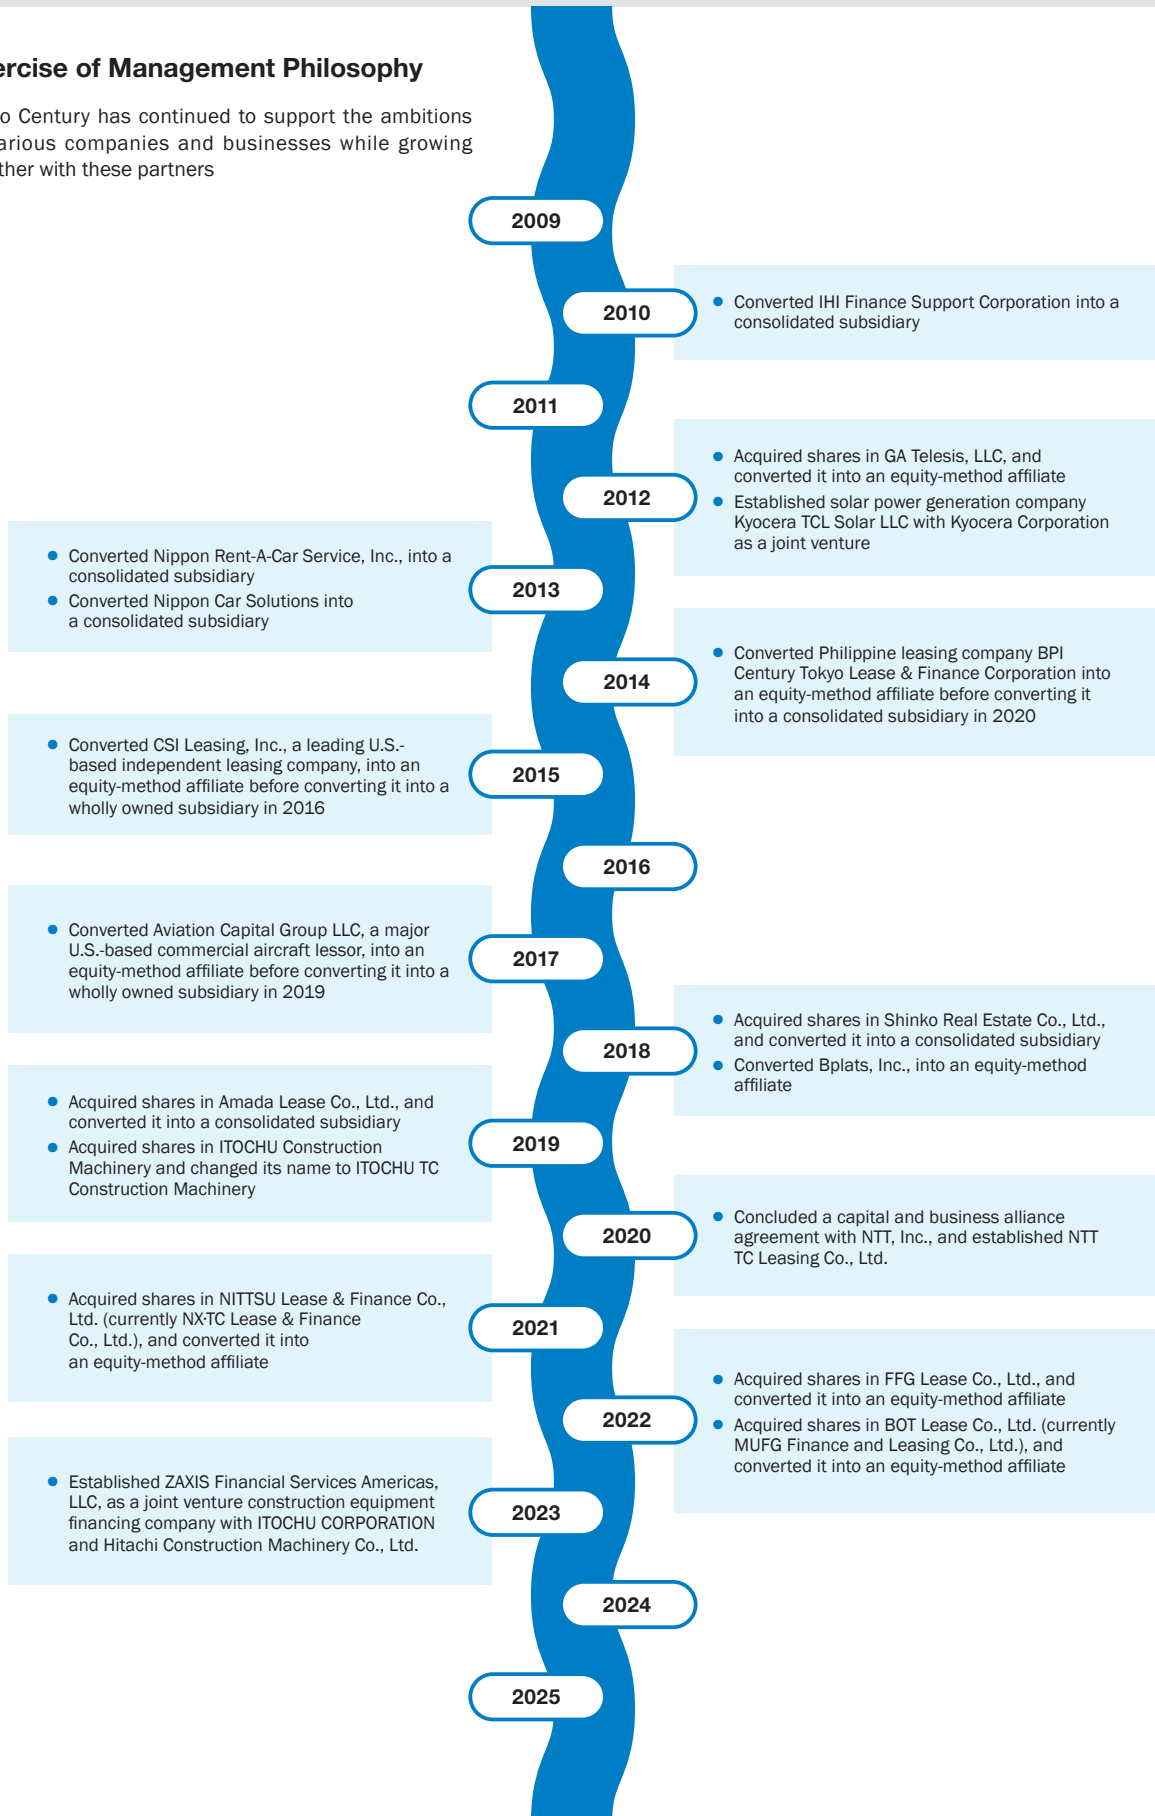 ercise of Management Philosophy
o Century has continued to support the ambitions
arious companies and businesses while growing
ther with these partners
2009
2010
Converted IHI Finance Support Corporation into a
consolidated subsidiary
2011
2012
Acquired shares in GA Telesis, LLC, and
converted it into an equity-method affiliate
Established solar power generation company
Kyocera TCL Solar LLC with Kyocera Corporation
as a joint venture
Converted Nippon Rent-A-Car Service, Inc., into a
consolidated subsidiary
Converted Nippon Car Solutions into
a consolidated subsidiary
2013
2014
Converted Philippine leasing company BPI
Century Tokyo Lease & Finance Corporation into
an equity-method affiliate before converting it
into a consolidated subsidiary in 2020
Converted CSI Leasing, Inc., a leading U.S.-
based independent leasing company, into an
equity-method affiliate before converting it into a
wholly owned subsidiary in 2016
2015
2016
Converted Aviation Capital Group LLC, a major
U.S.-based commercial aircraft lessor, into an
equity-method affiliate before converting it into a
wholly owned subsidiary in 2019
2017
2018
Acquired shares in Shinko Real Estate Co., Ltd.,
and converted it into a consolidated subsidiary
Converted Bplats, Inc., into an equity-method
affiliate
Acquired shares in Amada Lease Co., Ltd., and
converted it into a consolidated subsidiary
Acquired shares in ITOCHU Construction
Machinery and changed its name to ITOCHU TC
Construction Machinery
2019
2020
Concluded a capital and business alliance
agreement with NTT, Inc., and established NTT
TC Leasing Co., Ltd.
Acquired shares in NITTSU Lease & Finance Co.,
Ltd. (currently NX·TC Lease & Finance
Co., Ltd.), and converted it into
an equity-method affiliate
2021
2022
Acquired shares in FFG Lease Co., Ltd., and
converted it into an equity-method affiliate
Acquired shares in BOT Lease Co., Ltd. (currently
MUFG Finance and Leasing Co., Ltd.), and
converted it into an equity-method affiliate
Established ZAXIS Financial Services Americas,
LLC, as a joint venture construction equipment
financing company with ITOCHU CORPORATION
and Hitachi Construction Machinery Co., Ltd.
2023
2024
2025